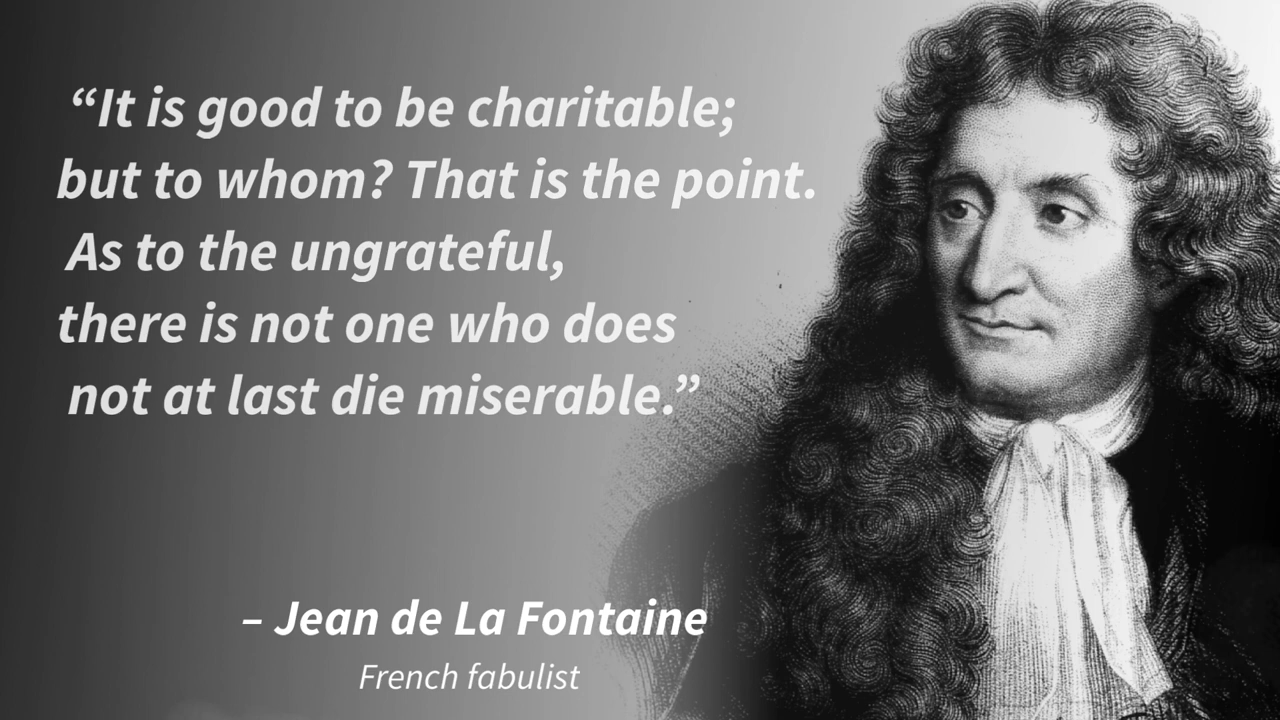 “It is good to be charitable;
but to whom? That is the point.
As to the ungrateful,
there is not one who does
not at last die miserable.”
– Jean de La Fontaine
French fabulist